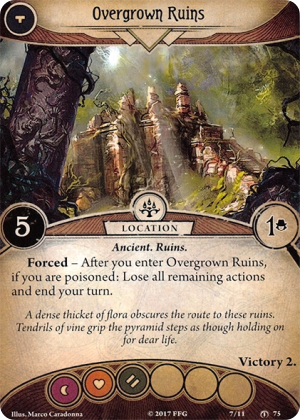 Overgrown Ruins
5
LOCATION
1
Ancient. Ruins.
Forced – After you enter Overgrown Ruins,
if you are poisoned: Lose all remaining actions
and end your turn.
A dense thicket of flora obscures the route to these ruins.
Tendrils of vine grip the pyramid steps as though holding on
for dear life.
Victory 2.
Illus. Marco Caradonna © 2017 FFG 7/11 75